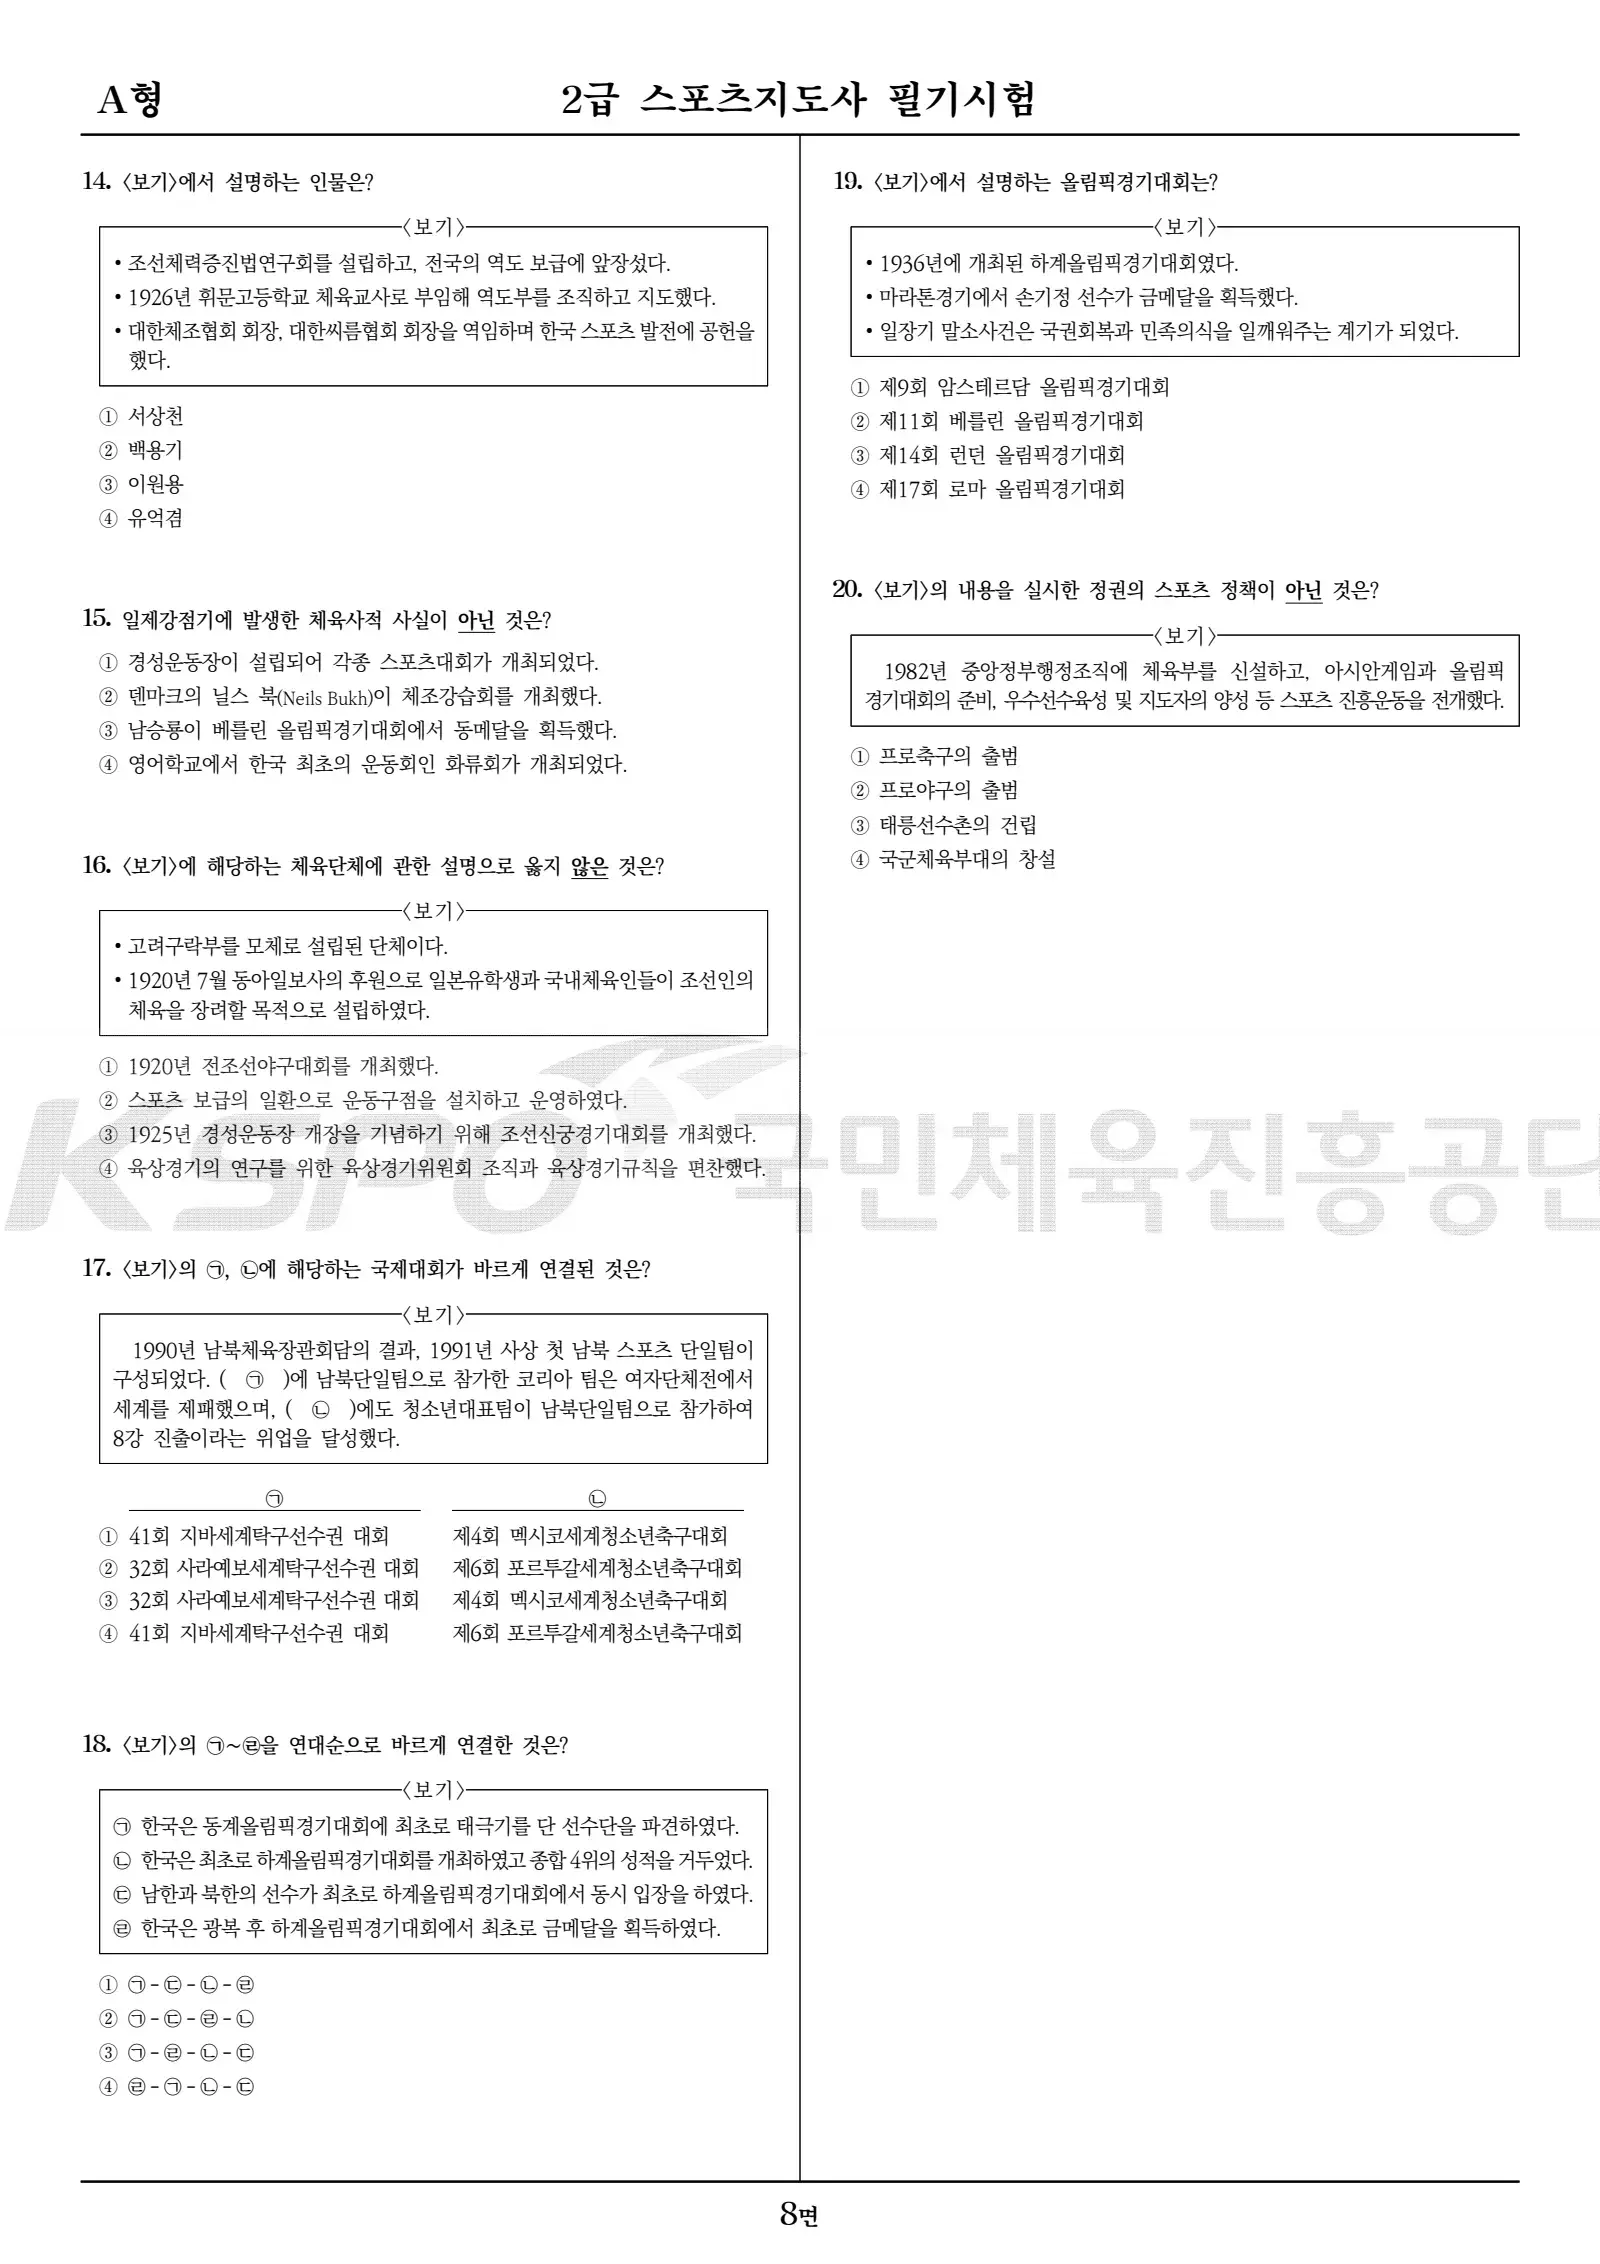 A형
2급 스포츠지도사 필기시험
14. 〈보기〉에서 설명하는 인물은?
〈보기〉
• 조선체력증진법연구회를 설립하고, 전국의 역도 보급에 앞장섰다.
• 1926년 휘문고등학교 체육교사로 부임해 역도부를 조직하고 지도했다.
• 대한체조협회 회장, 대한씨름협회 회장을 역임하며 한국 스포츠 발전에 공헌을
했다.
① 서상천
② 백용기
③ 이원용
④ 유억겸
15. 일제강점기에 발생한 체육사적 사실이 아닌 것은?
① 경성운동장이 설립되어 각종 스포츠대회가 개최되었다.
② 덴마크의 닐스 북(Neils Bukh)이 체조강습회를 개최했다.
③ 남승룡이 베를린 올림픽경기대회에서 동메달을 획득했다.
④ 영어학교에서 한국 최초의 운동회인 화류회가 개최되었다.
16. 〈보기〉에 해당하는 체육단체에 관한 설명으로 옳지 않은 것은?
〈보기〉
• 고려구락부를 모체로 설립된 단체이다.
• 1920년 7월 동아일보사의 후원으로 일본유학생과 국내체육인들이 조선인의
체육을 장려할 목적으로 설립하였다.
① 1920년 전조선야구대회를 개최했다.
② 스포츠 보급의 일환으로 운동구점을 설치하고 운영하였다.
③ 1925년 경성운동장 개장을 기념하기 위해 조선신궁경기대회를 개최했다.
④ 육상경기의 연구를 위한 육상경기위원회 조직과 육상경기규칙을 편찬했다.
17. 〈보기〉의 ㉠, ㉡에 해당하는 국제대회가 바르게 연결된 것은?
〈보기〉
1990년 남북체육장관회담의 결과, 1991년 사상 첫 남북 스포츠 단일팀이
구성되었다. ( ㉠ )에 남북단일팀으로 참가한 코리아 팀은 여자단체전에서
세계를 제패했으며, ( ㉡ )에도 청소년대표팀이 남북단일팀으로 참가하여
8강 진출이라는 위업을 달성했다.
㉠ ㉡
① 41회 지바세계탁구선수권 대회 제4회 멕시코세계청소년축구대회
② 32회 사라예보세계탁구선수권 대회 제6회 포르투갈세계청소년축구대회
③ 32회 사라예보세계탁구선수권 대회 제4회 멕시코세계청소년축구대회
④ 41회 지바세계탁구선수권 대회 제6회 포르투갈세계청소년축구대회
18. 〈보기〉의 ㉠~㉣을 연대순으로 바르게 연결한 것은?
〈보기〉
㉠ 한국은 동계올림픽경기대회에 최초로 태극기를 단 선수단을 파견하였다.
㉡ 한국은 최초로 하계올림픽경기대회를 개최하였고 종합 4위의 성적을 거두었다.
㉢ 남한과 북한의 선수가 최초로 하계올림픽경기대회에서 동시 입장을 하였다.
㉣ 한국은 광복 후 하계올림픽경기대회에서 최초로 금메달을 획득하였다.
① ㉠-㉢-㉡-㉣
② ㉠-㉢-㉣-㉡
③ ㉠-㉣-㉡-㉢
④ ㉣-㉠-㉡-㉢
19. 〈보기〉에서 설명하는 올림픽경기대회는?
〈보기〉
• 1936년에 개최된 하계올림픽경기대회였다.
• 마라톤경기에서 손기정 선수가 금메달을 획득했다.
• 일장기 말소사건은 국권회복과 민족의식을 일깨워주는 계기가 되었다.
① 제9회 암스테르담 올림픽경기대회
② 제11회 베를린 올림픽경기대회
③ 제14회 런던 올림픽경기대회
④ 제17회 로마 올림픽경기대회
20. 〈보기〉의 내용을 실시한 정권의 스포츠 정책이 아닌 것은?
〈보기〉
1982년 중앙정부행정조직에 체육부를 신설하고, 아시안게임과 올림픽
경기대회의 준비, 우수선수육성 및 지도자의 양성 등 스포츠 진흥운동을 전개했다.
① 프로축구의 출범
② 프로야구의 출범
③ 태릉선수촌의 건립
④ 국군체육부대의 창설
KSPO 국민체육진흥공단
8면